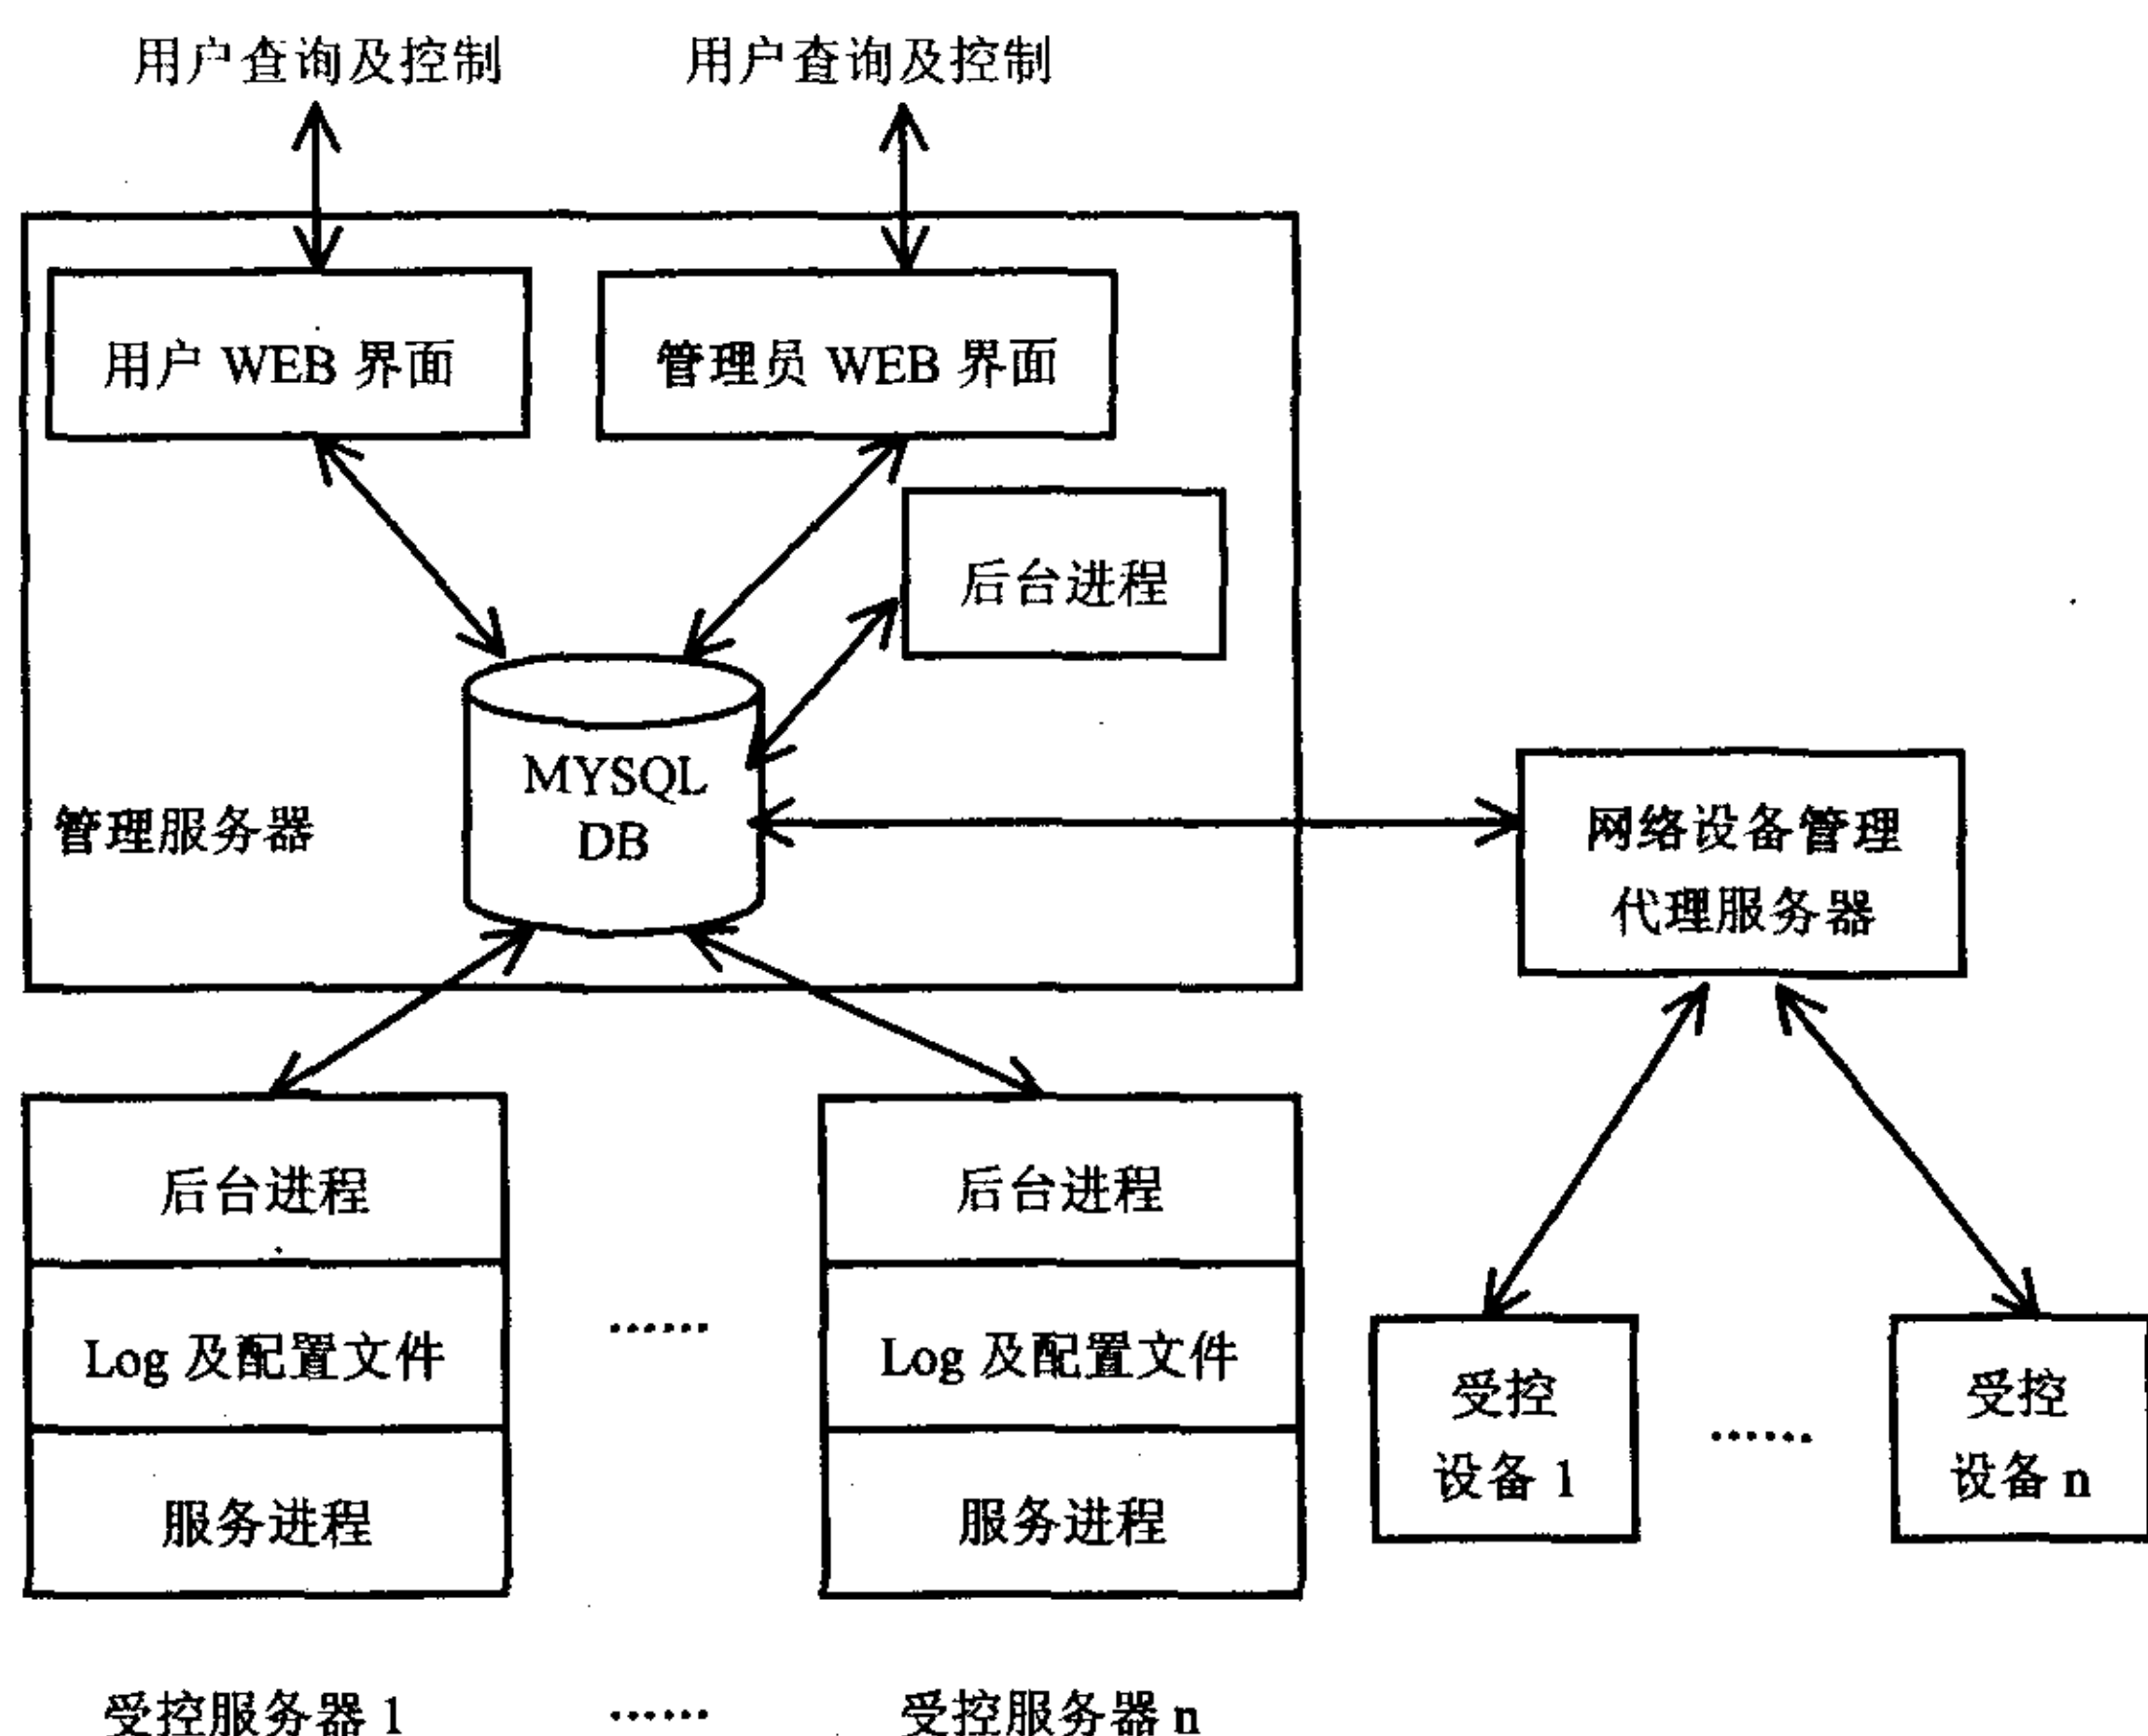 用户查询及控制
用户查询及控制
用户 WEB 界面
管理员 WEB 界面
后台进程
MYSQL
DB
管理服务器
网络设备管理
代理服务器
后台进程
Log 及配置文件
服务进程
……
后台进程
Log 及配置文件
服务进程
受控
设备 1
……
受控
设备 n
受控服务器 1
……
受控服务器 n